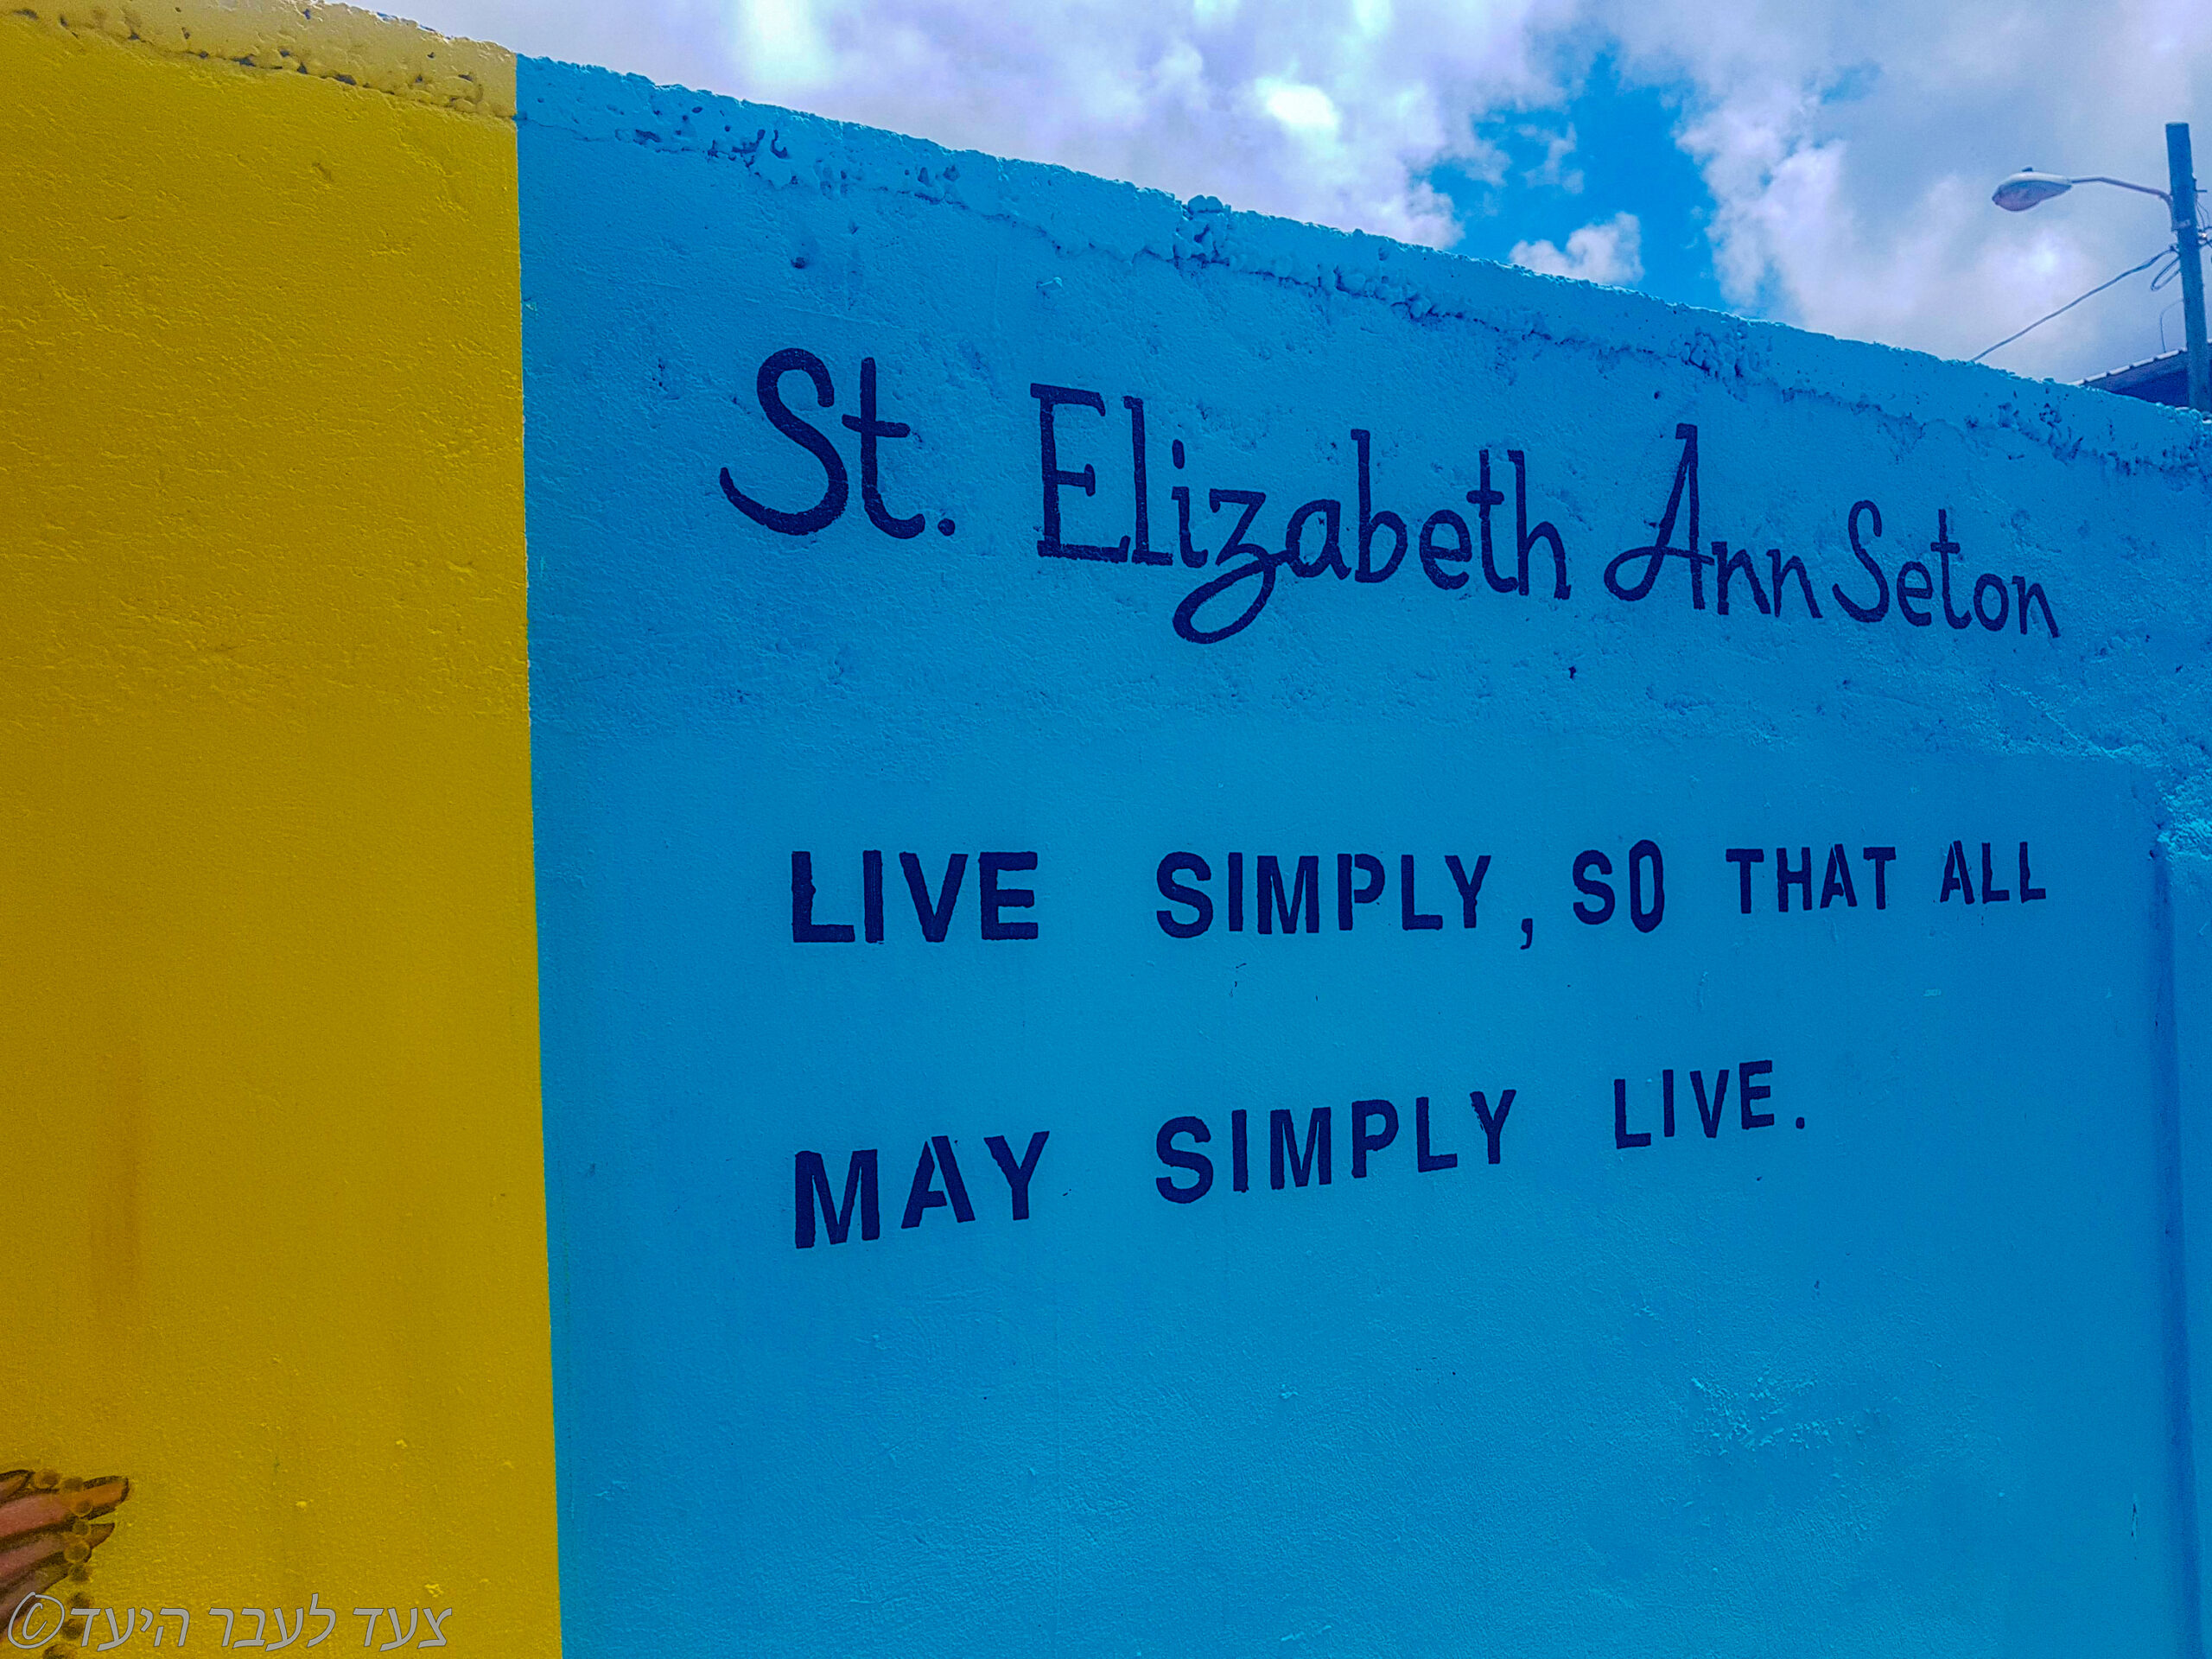 St. Elizabeth Ann Seton
LIVE SIMPLY, SO THAT ALL
MAY SIMPLY LIVE.
©צעד לעבר היעד